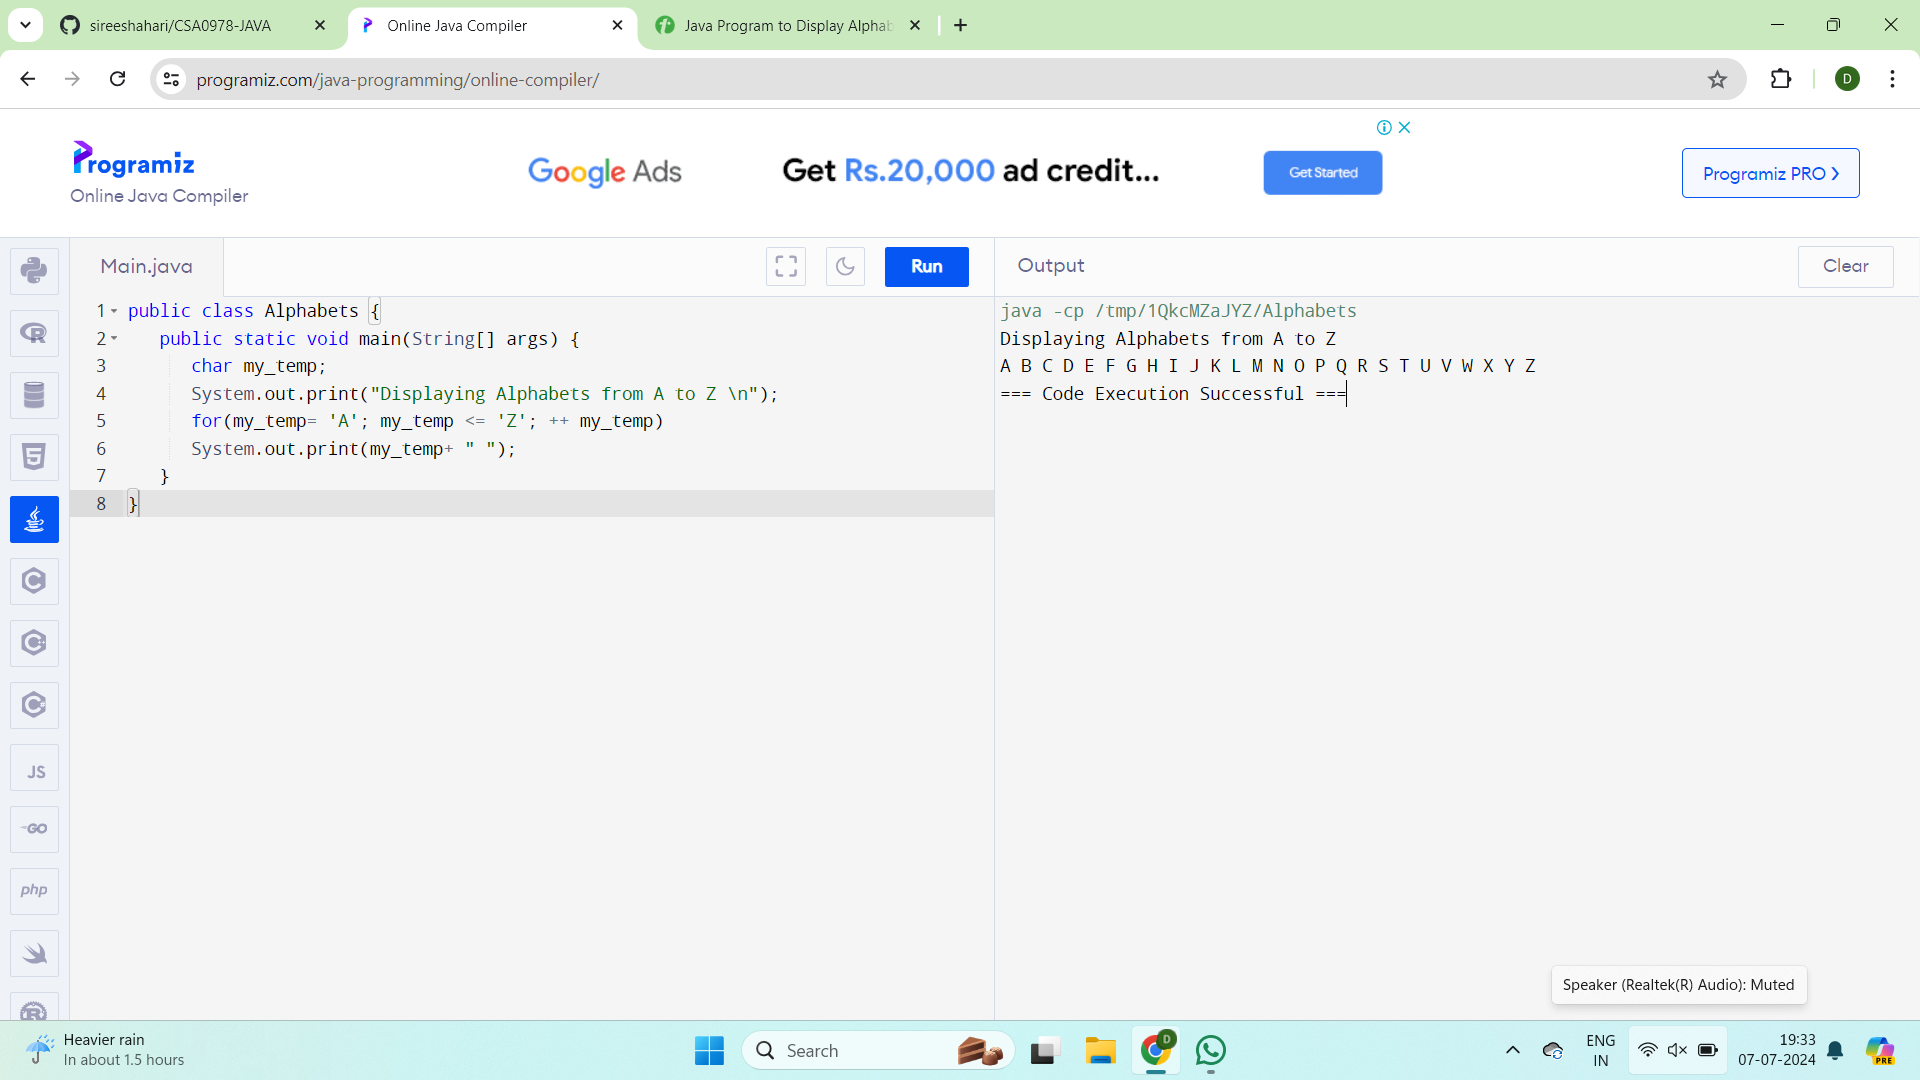 sireeshahari/CSA0978-JAVA
Online Java Compiler
Java Program to Display Alphab
programiz.com/java-programming/online-compiler/
D
Programiz
Online Java Compiler
Google Ads
Get Rs.20,000 ad credit...
Get Started
Programiz PRO
Main.java
Run
Output
Clear
1 public class Alphabets {
2 public static void main(String[] args) {
3 char my_temp;
4 System.out.print("Displaying Alphabets from A to Z \n");
5 for(my_temp= 'A'; my_temp <= 'Z'; ++ my_temp)
6 System.out.print(my_temp+ " ");
7 }
8 }
java -cp /tmp/1QkcMZaJYZ/Alphabets
Displaying Alphabets from A to Z
A B C D E F G H I J K L M N O P Q R S T U V W X Y Z
=== Code Execution Successful ===
JS
GO
php
Speaker (Realtek(R) Audio): Muted
Heavier rain
In about 1.5 hours
Search
D
ENG
IN
19:33
07-07-2024
PRE